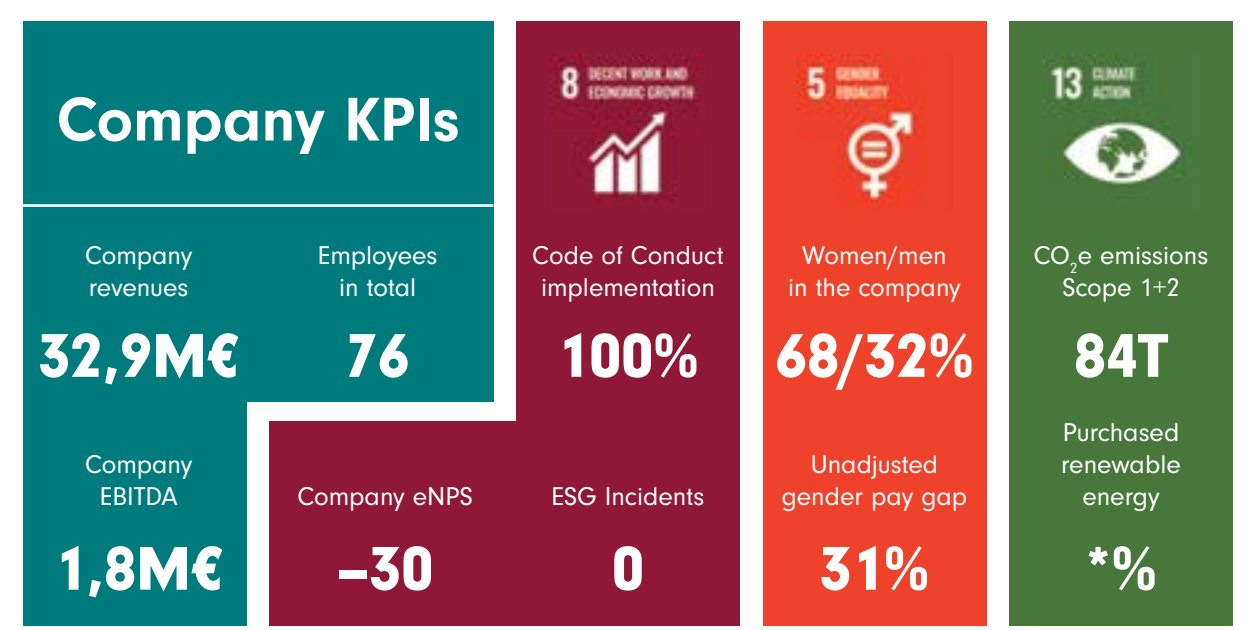 Company KPIs
Company
revenues
32,9M€
Employees
in total
76
Company
EBITDA
1,8M€
8 DECENT WORK AND
ECONOMIC GROWTH
Code of Conduct
implementation
100%
Company eNPS
–30
ESG Incidents
0
5 GENDER
EQUALITY
Women/men
in the company
68/32%
Unadjusted
gender pay gap
31%
13 CLIMATE
ACTION
CO₂e emissions
Scope 1+2
84T
Purchased
renewable
energy
*%